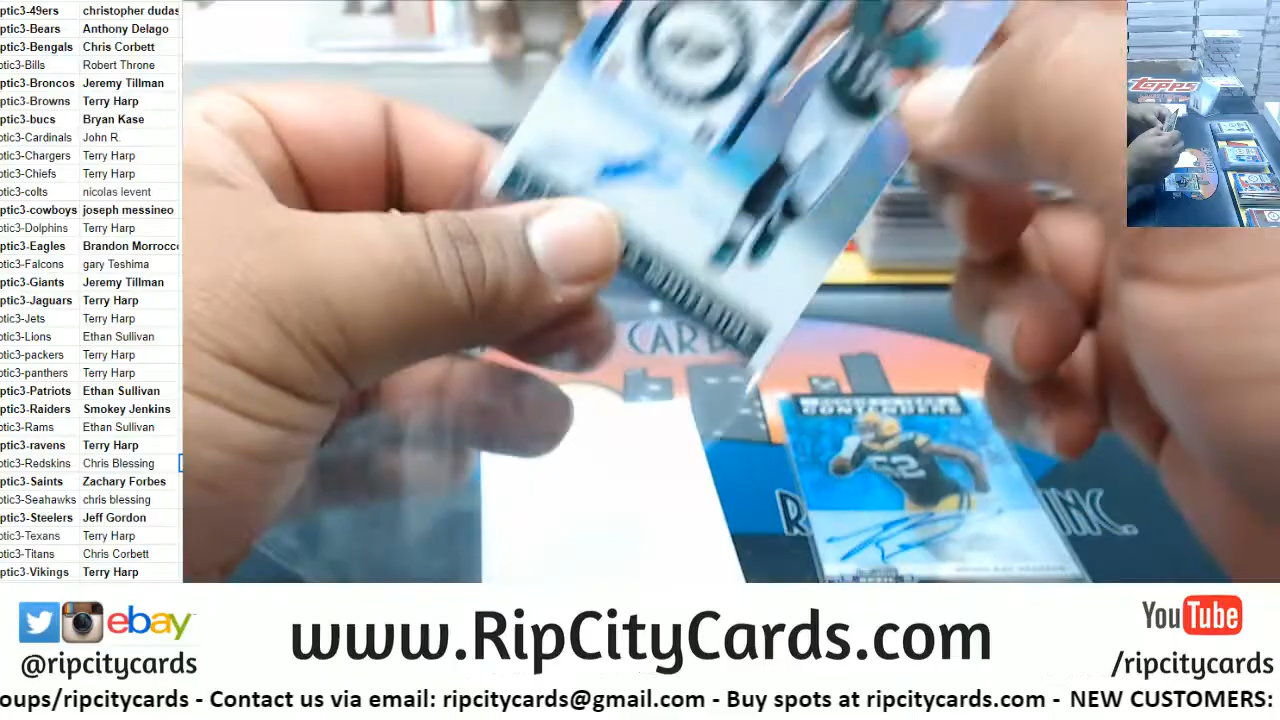 ptic3-49ers christopher dudas
ptic3-Bears Anthony Delago
ptic3-Bengals Chris Corbett
ptic3-Bills Robert Throne
ptic3-Broncos Jeremy Tillman
ptic3-Browns Terry Harp
ptic3-bucs Bryan Kase
ptic3-Cardinals John R.
ptic3-Chargers Terry Harp
ptic3-Chiefs Terry Harp
ptic3-colts nicolas levent
ptic3-cowboys joseph messineo
ptic3-Dolphins Terry Harp
ptic3-Eagles Brandon Morrocc
ptic3-Falcons gary Teshima
ptic3-Giants Jeremy Tillman
ptic3-Jaguars Terry Harp
ptic3-Jets Terry Harp
ptic3-Lions Ethan Sullivan
ptic3-packers Terry Harp
ptic3-panthers Terry Harp
ptic3-Patriots Ethan Sullivan
ptic3-Raiders Smokey Jenkins
ptic3-Rams Ethan Sullivan
ptic3-ravens Terry Harp
ptic3-Redskins Chris Blessing
ptic3-Saints Zachary Forbes
ptic3-Seahawks chris blessing
ptic3-Steelers Jeff Gordon
ptic3-Texans Terry Harp
ptic3-Titans Chris Corbett
ptic3-Vikings Terry Harp
TOPPS
CARD
CONTENDERS
52
R INC.
ebay
@ripcitycards
www.RipCityCards.com
YouTube
/ripcitycards
oups/ripcitycards - Contact us via email: ripcitycards@gmail.com - Buy spots at ripcitycards.com - NEW CUSTOMERS: